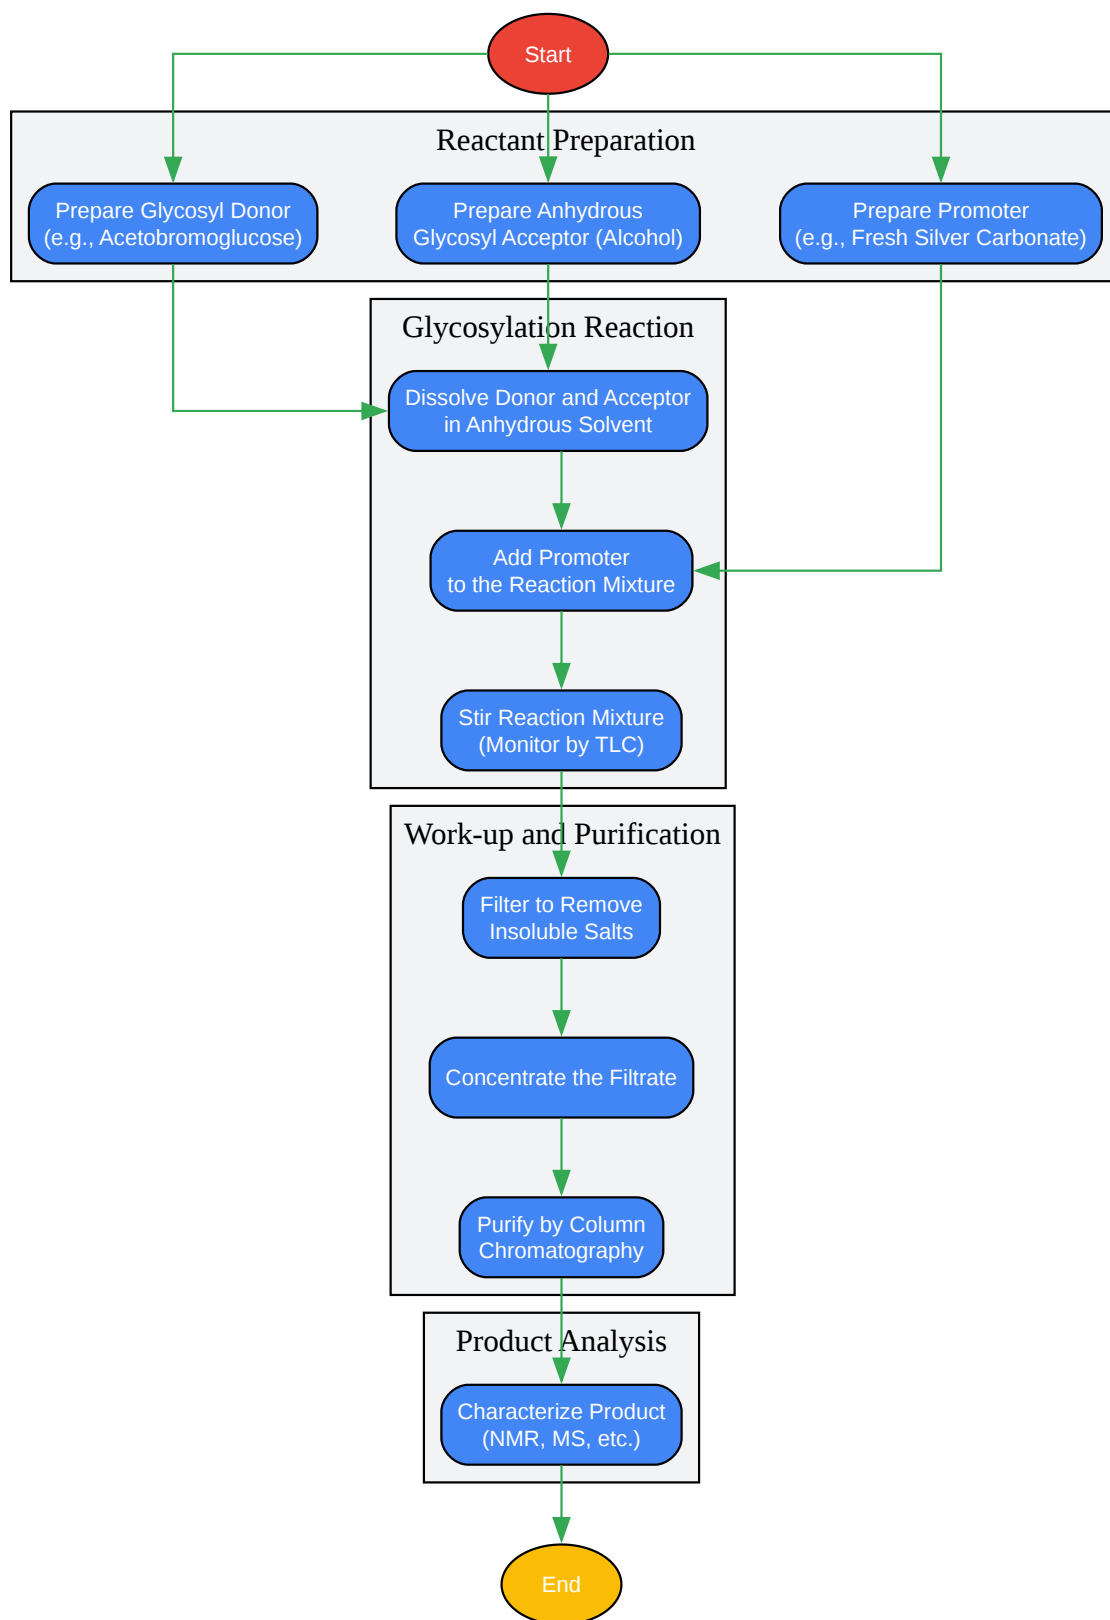 Start
Reactant Preparation
Prepare Glycosyl Donor
(e.g., Acetobromoglucose)
Prepare Anhydrous
Glycosyl Acceptor (Alcohol)
Prepare Promoter
(e.g., Fresh Silver Carbonate)
Glycosylation Reaction
Dissolve Donor and Acceptor
in Anhydrous Solvent
Add Promoter
to the Reaction Mixture
Stir Reaction Mixture
(Monitor by TLC)
Work-up and Purification
Filter to Remove
Insoluble Salts
Concentrate the Filtrate
Purify by Column
Chromatography
Product Analysis
Characterize Product
(NMR, MS, etc.)
End